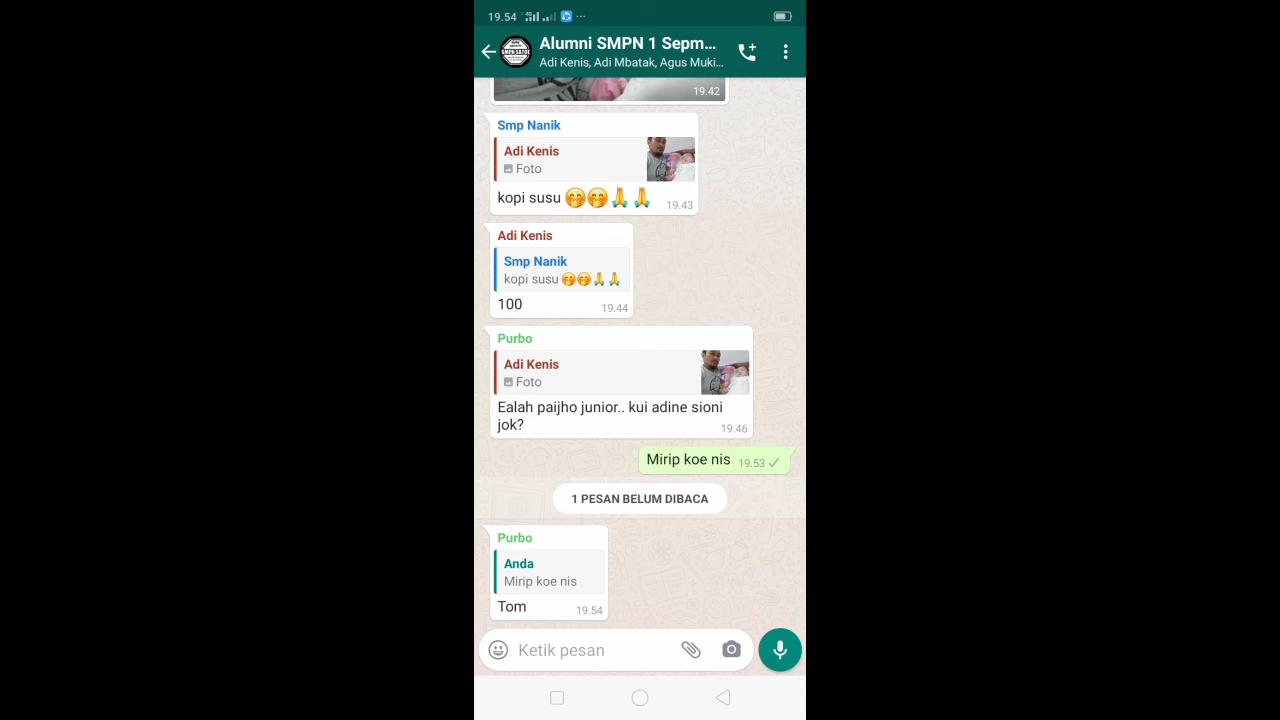 19.54
Alumni SMPN 1 Sepm...
Adi Kenis, Adi Mbatak, Agus Muki...
19.42
Smp Nanik
Adi Kenis
Foto
kopi susu 🤭🤭🙏🙏
19.43
Adi Kenis
Smp Nanik
kopi susu 🤭🤭🙏🙏
100
19.44
Purbo
Adi Kenis
Foto
Ealah paijho junior.. kui adine sioni
jok?
19.46
Mirip koe nis 19.53
1 PESAN BELUM DIBACA
Purbo
Anda
Mirip koe nis
Tom
19.54
Ketik pesan